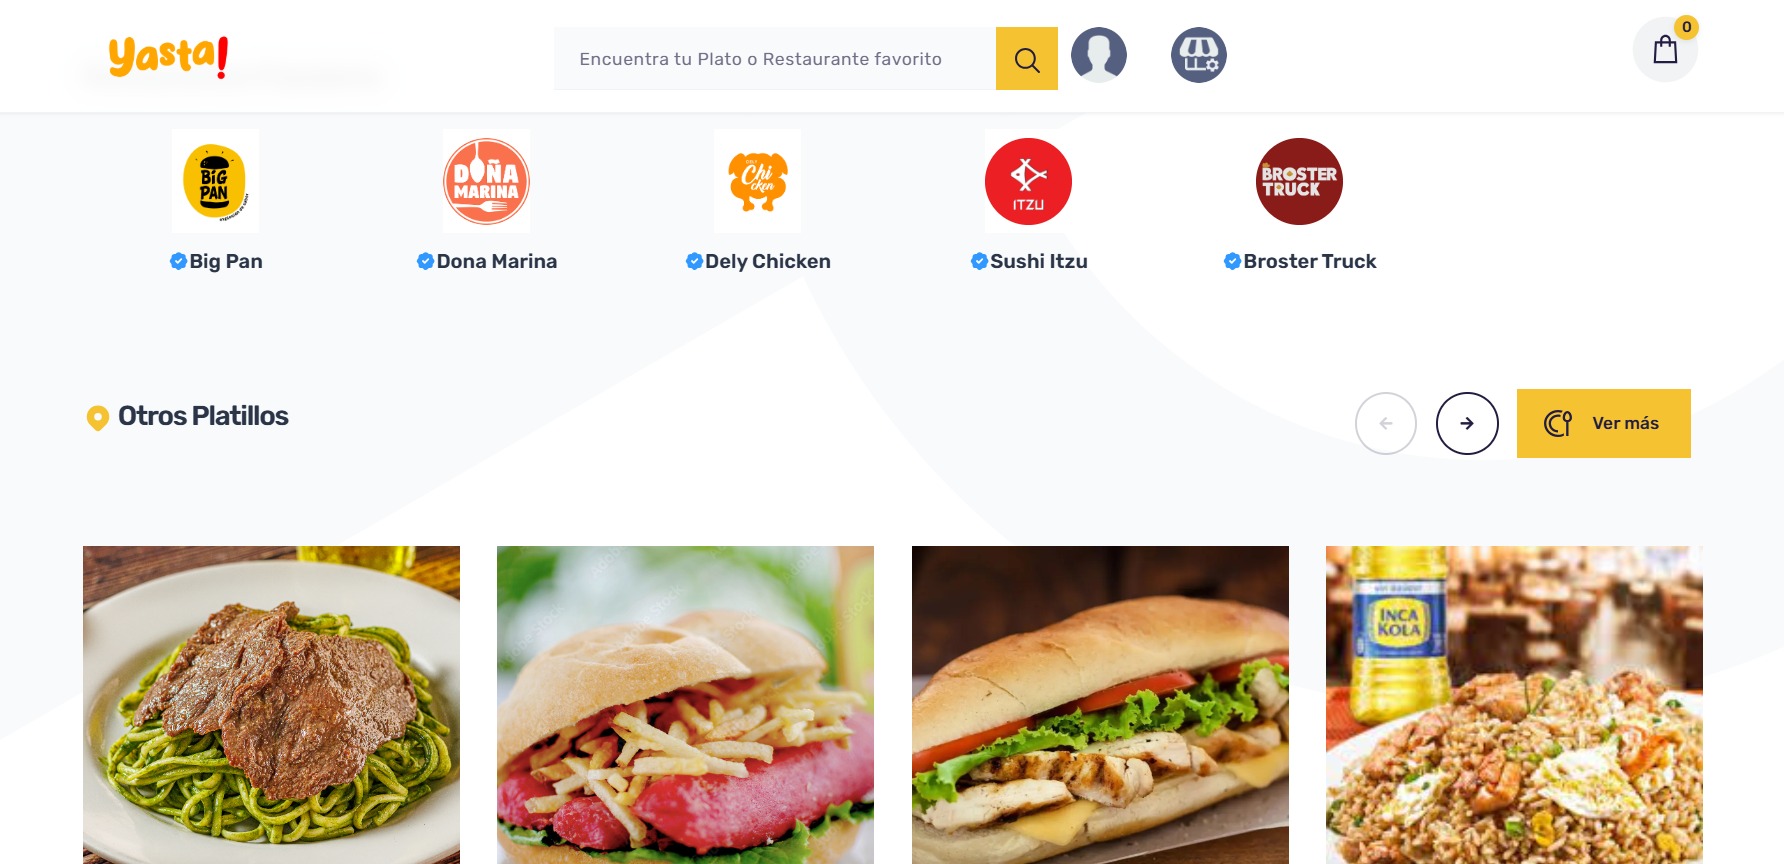 yasta!
Encuentra tu Plato o Restaurante favorito
0
BIG PAN
DOÑA MARINA
DELY Chicken
ITZU
BROSTER TRUCK
Big Pan
Dona Marina
Dely Chicken
Sushi Itzu
Broster Truck
Otros Platillos
Ver más
INCA
KOLA